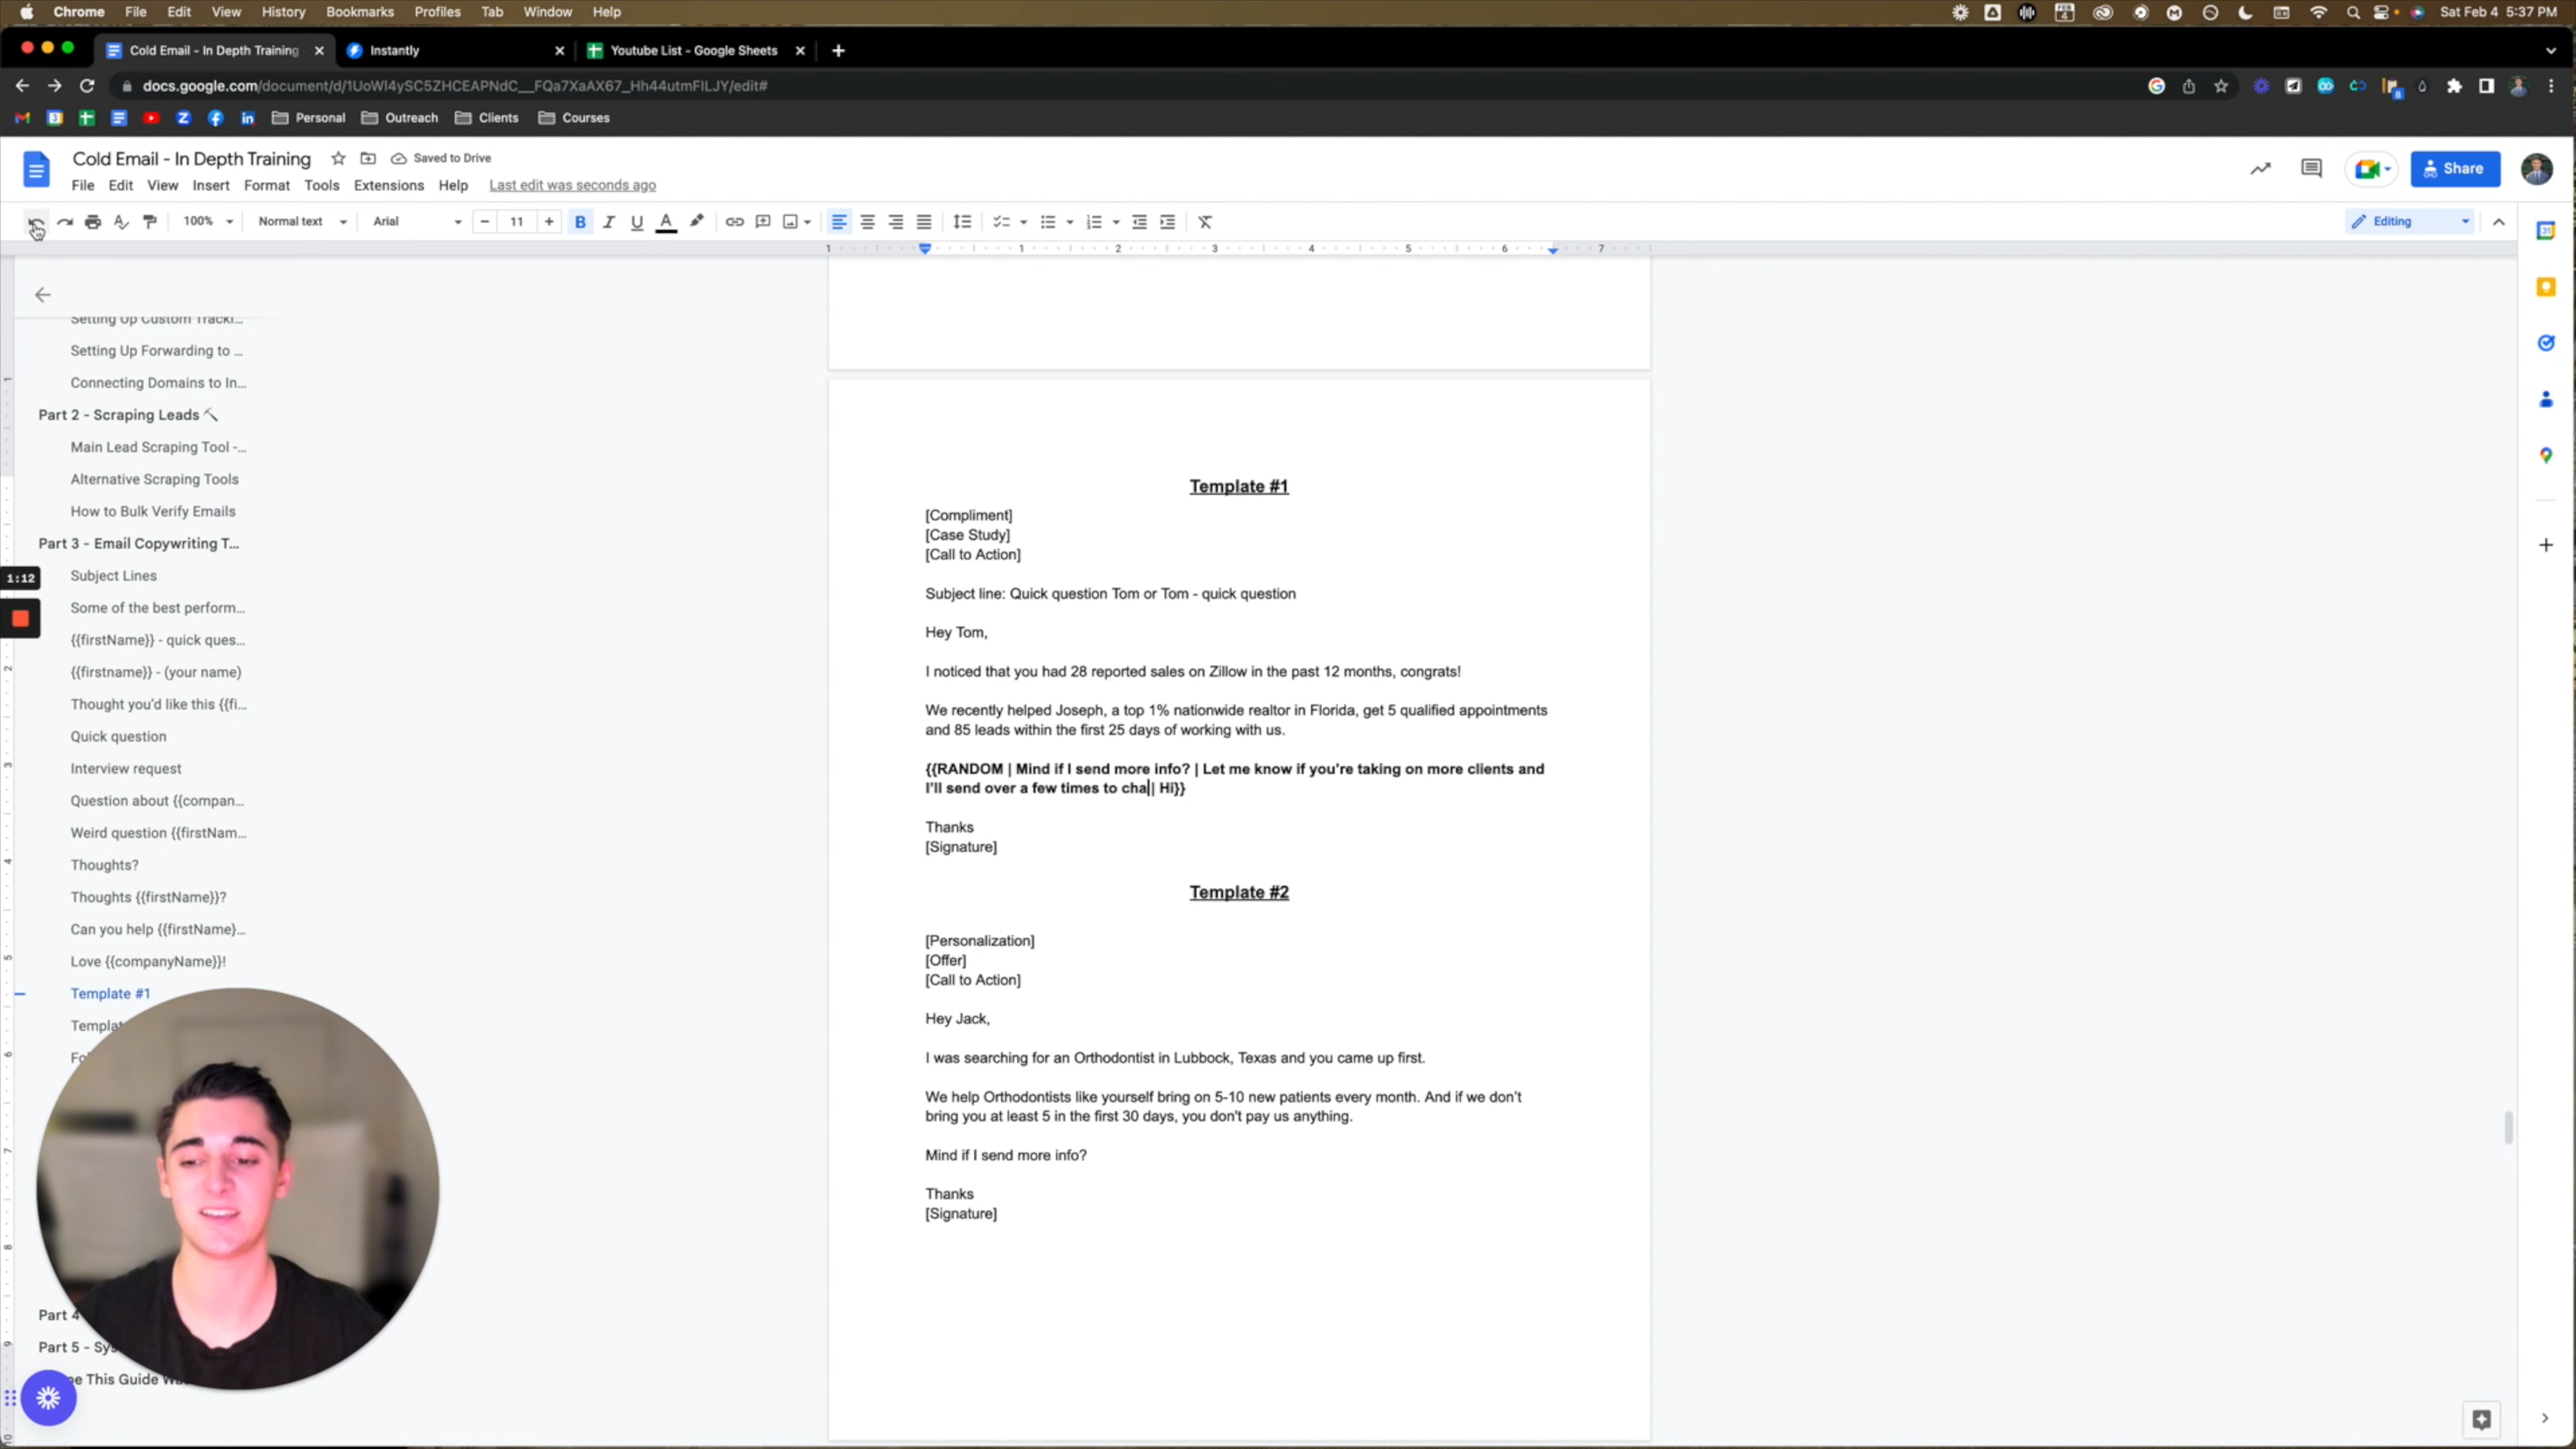 Chrome File Edit View History Bookmarks Profiles Tab Window Help
FEB 4 Sat Feb 4 5:37 PM
Cold Email - In Depth Training Instantly Youtube List - Google Sheets
docs.google.com/document/d/1UoWI4ySC5ZHCEAPNdC__FQa7XaAX67_Hh44utmFILJY/edit#
8
Personal Outreach Clients Courses
Cold Email - In Depth Training Saved to Drive
File Edit View Insert Format Tools Extensions Help Last edit was seconds ago
Share
100% Normal text Arial 11 B I U A Editing
1 1 2 3 4 5 6 7
Setting Up Custom Tracki...
Setting Up Forwarding to ...
Connecting Domains to In...
Part 2 - Scraping Leads
Main Lead Scraping Tool -...
Alternative Scraping Tools
How to Bulk Verify Emails
Part 3 - Email Copywriting T...
1:12
Subject Lines
Some of the best perform...
{{firstName}} - quick ques...
{{firstname}} - (your name)
Thought you'd like this {{fi...
Quick question
Interview request
Question about {{compan...
Weird question {{firstNam...
Thoughts?
Thoughts {{firstName}}?
Can you help {{firstName}...
Love {{companyName}}!
Template #1
Part 4
Part 5 - Sys
This Guide
Template #1
[Compliment]
[Case Study]
[Call to Action]
Subject line: Quick question Tom or Tom - quick question
Hey Tom,
I noticed that you had 28 reported sales on Zillow in the past 12 months, congrats!
We recently helped Joseph, a top 1% nationwide realtor in Florida, get 5 qualified appointments
and 85 leads within the first 25 days of working with us.
{{RANDOM | Mind if I send more info? | Let me know if you're taking on more clients and
I'll send over a few times to cha| Hi}}
Thanks
[Signature]
Template #2
[Personalization]
[Offer]
[Call to Action]
Hey Jack,
I was searching for an Orthodontist in Lubbock, Texas and you came up first.
We help Orthodontists like yourself bring on 5-10 new patients every month. And if we don't
bring you at least 5 in the first 30 days, you don't pay us anything.
Mind if I send more info?
Thanks
[Signature]